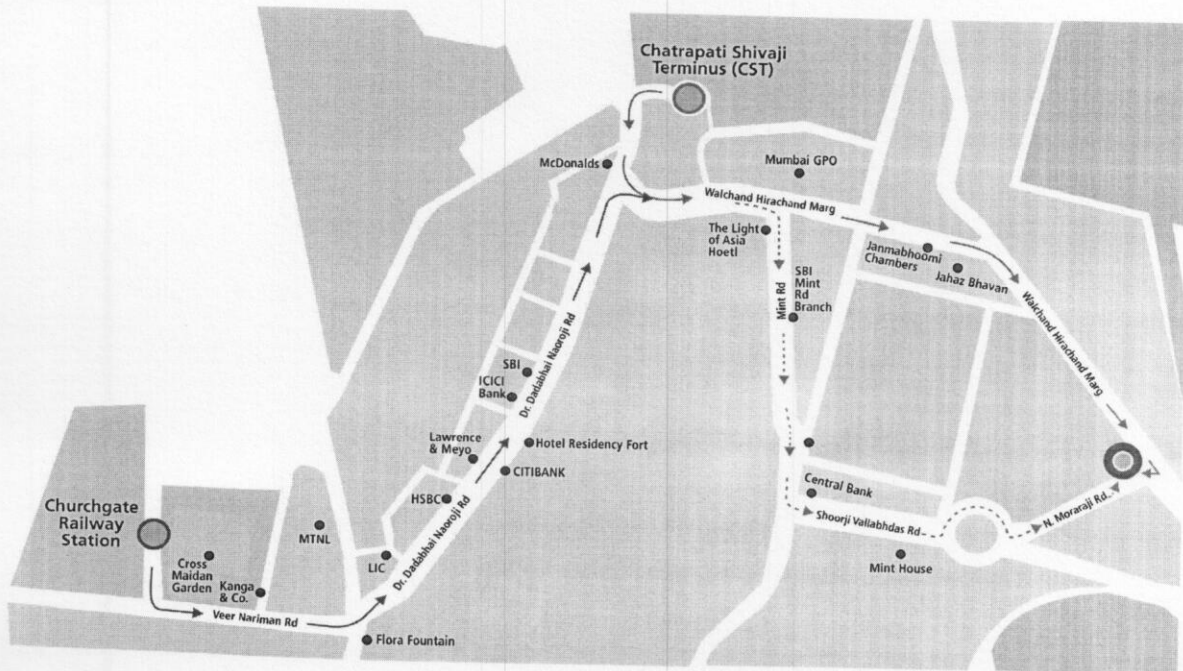 Chatrapati Shivaji
Terminus (CST)
McDonalds
Mumbai GPO
Walchand Hirachand Marg
The Light
of Asia
Hoetl
Janmabhoomi
Chambers
Jahaz Bhavan
SBI
Mint
Rd
Branch
Mint Rd
Walchand Hirachand Marg
Dr. Dadabhai Naoroji Rd
SBI
ICICI
Bank
Lawrence
& Meyo
Hotel Residency Fort
CITIBANK
HSBC
Central Bank
Shoorji Vallabhdas Rd
N. Moraraji Rd.
Mint House
Churchgate
Railway
Station
MTNL
Cross
Maidan
Garden
Kanga
& Co.
LIC
Dr. Dadabhai Naoroji Rd
Veer Nariman Rd
Flora Fountain